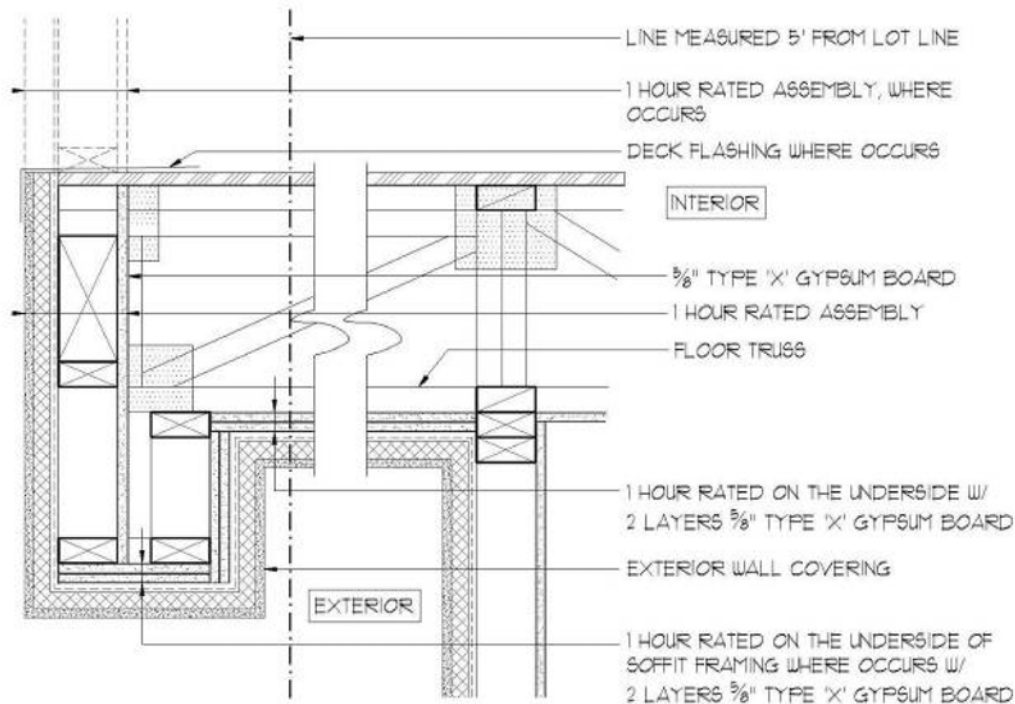 LINE MEASURED 5' FROM LOT LINE
1 HOUR RATED ASSEMBLY, WHERE
OCCURS
DECK FLASHING WHERE OCCURS
INTERIOR
⅝" TYPE 'X' GYPSUM BOARD
1 HOUR RATED ASSEMBLY
FLOOR TRUSS
1 HOUR RATED ON THE UNDERSIDE W/
2 LAYERS ⅝" TYPE 'X' GYPSUM BOARD
EXTERIOR WALL COVERING
EXTERIOR
1 HOUR RATED ON THE UNDERSIDE OF
SOFFIT FRAMING WHERE OCCURS W/
2 LAYERS ⅝" TYPE 'X' GYPSUM BOARD